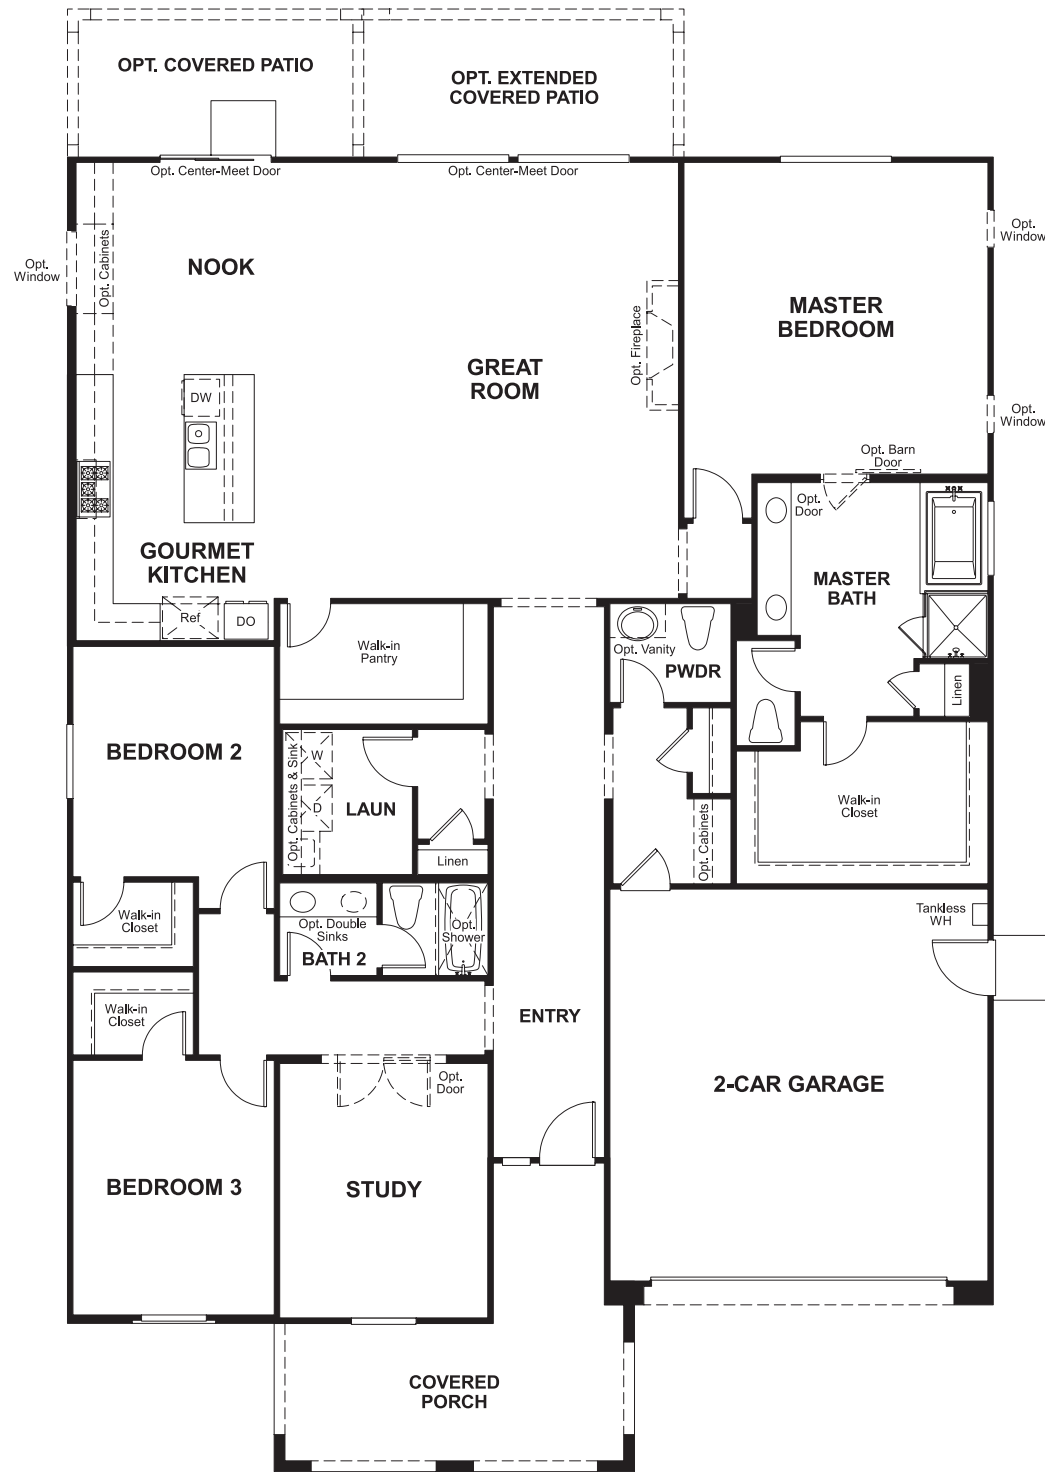 OPT. COVERED PATIO
OPT. EXTENDED
COVERED PATIO
Opt. Center-Meet Door
Opt. Center-Meet Door
Opt.
Window
Opt. Cabinets
NOOK
Opt.
Window
MASTER
BEDROOM
Opt. Fireplace
GREAT
ROOM
DW
Opt.
Window
Opt. Barn
Door
Opt.
Door
GOURMET
KITCHEN
MASTER
BATH
Ref
DO
Walk-in
Pantry
Opt. Vanity
PWDR
Linen
BEDROOM 2
Opt. Cabinets & Sink
W
D
LAUN
Linen
Opt. Cabinets
Walk-in
Closet
Walk-in
Closet
Opt. Double
Sinks
Opt.
Shower
BATH 2
Tankless
WH
Walk-in
Closet
ENTRY
Opt.
Door
2-CAR GARAGE
BEDROOM 3
STUDY
COVERED
PORCH